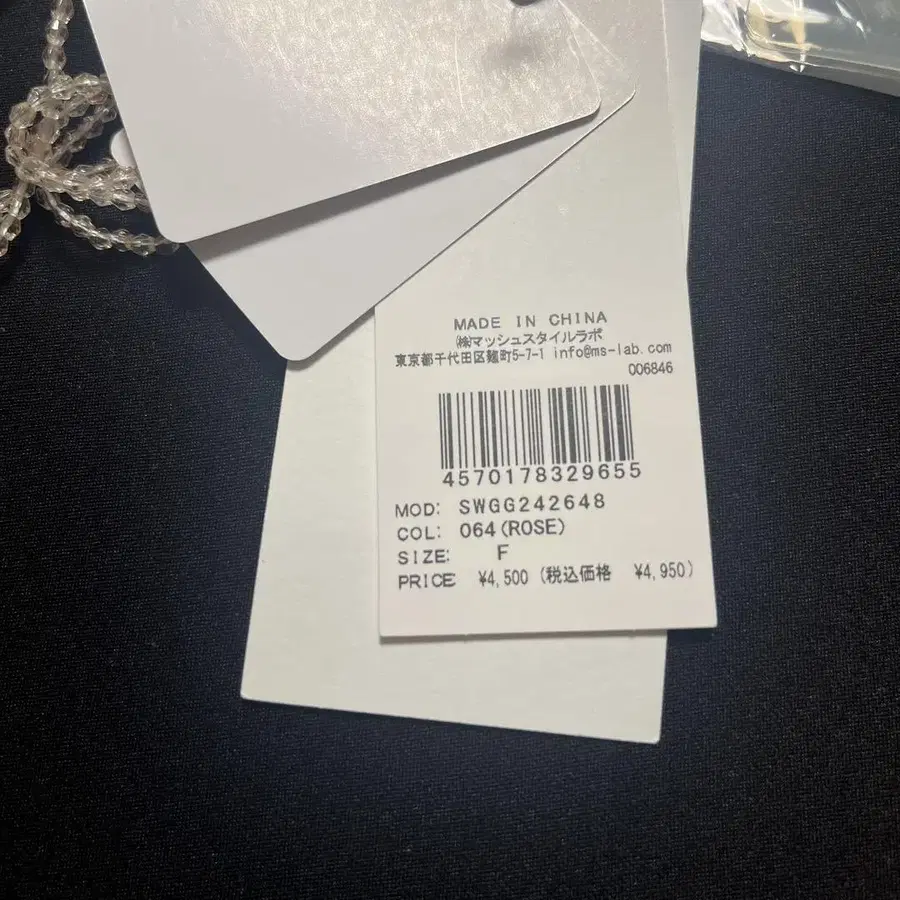 MADE IN CHINA
㈱マッシュスタイルラボ
東京都千代田区麹町5-7-1 info@ms-lab.com
006846
4570178329655
MOD: SWGG242648
COL: 064(ROSE)
SIZE: F
PRICE ¥4,500 (税込価格 ¥4,950)